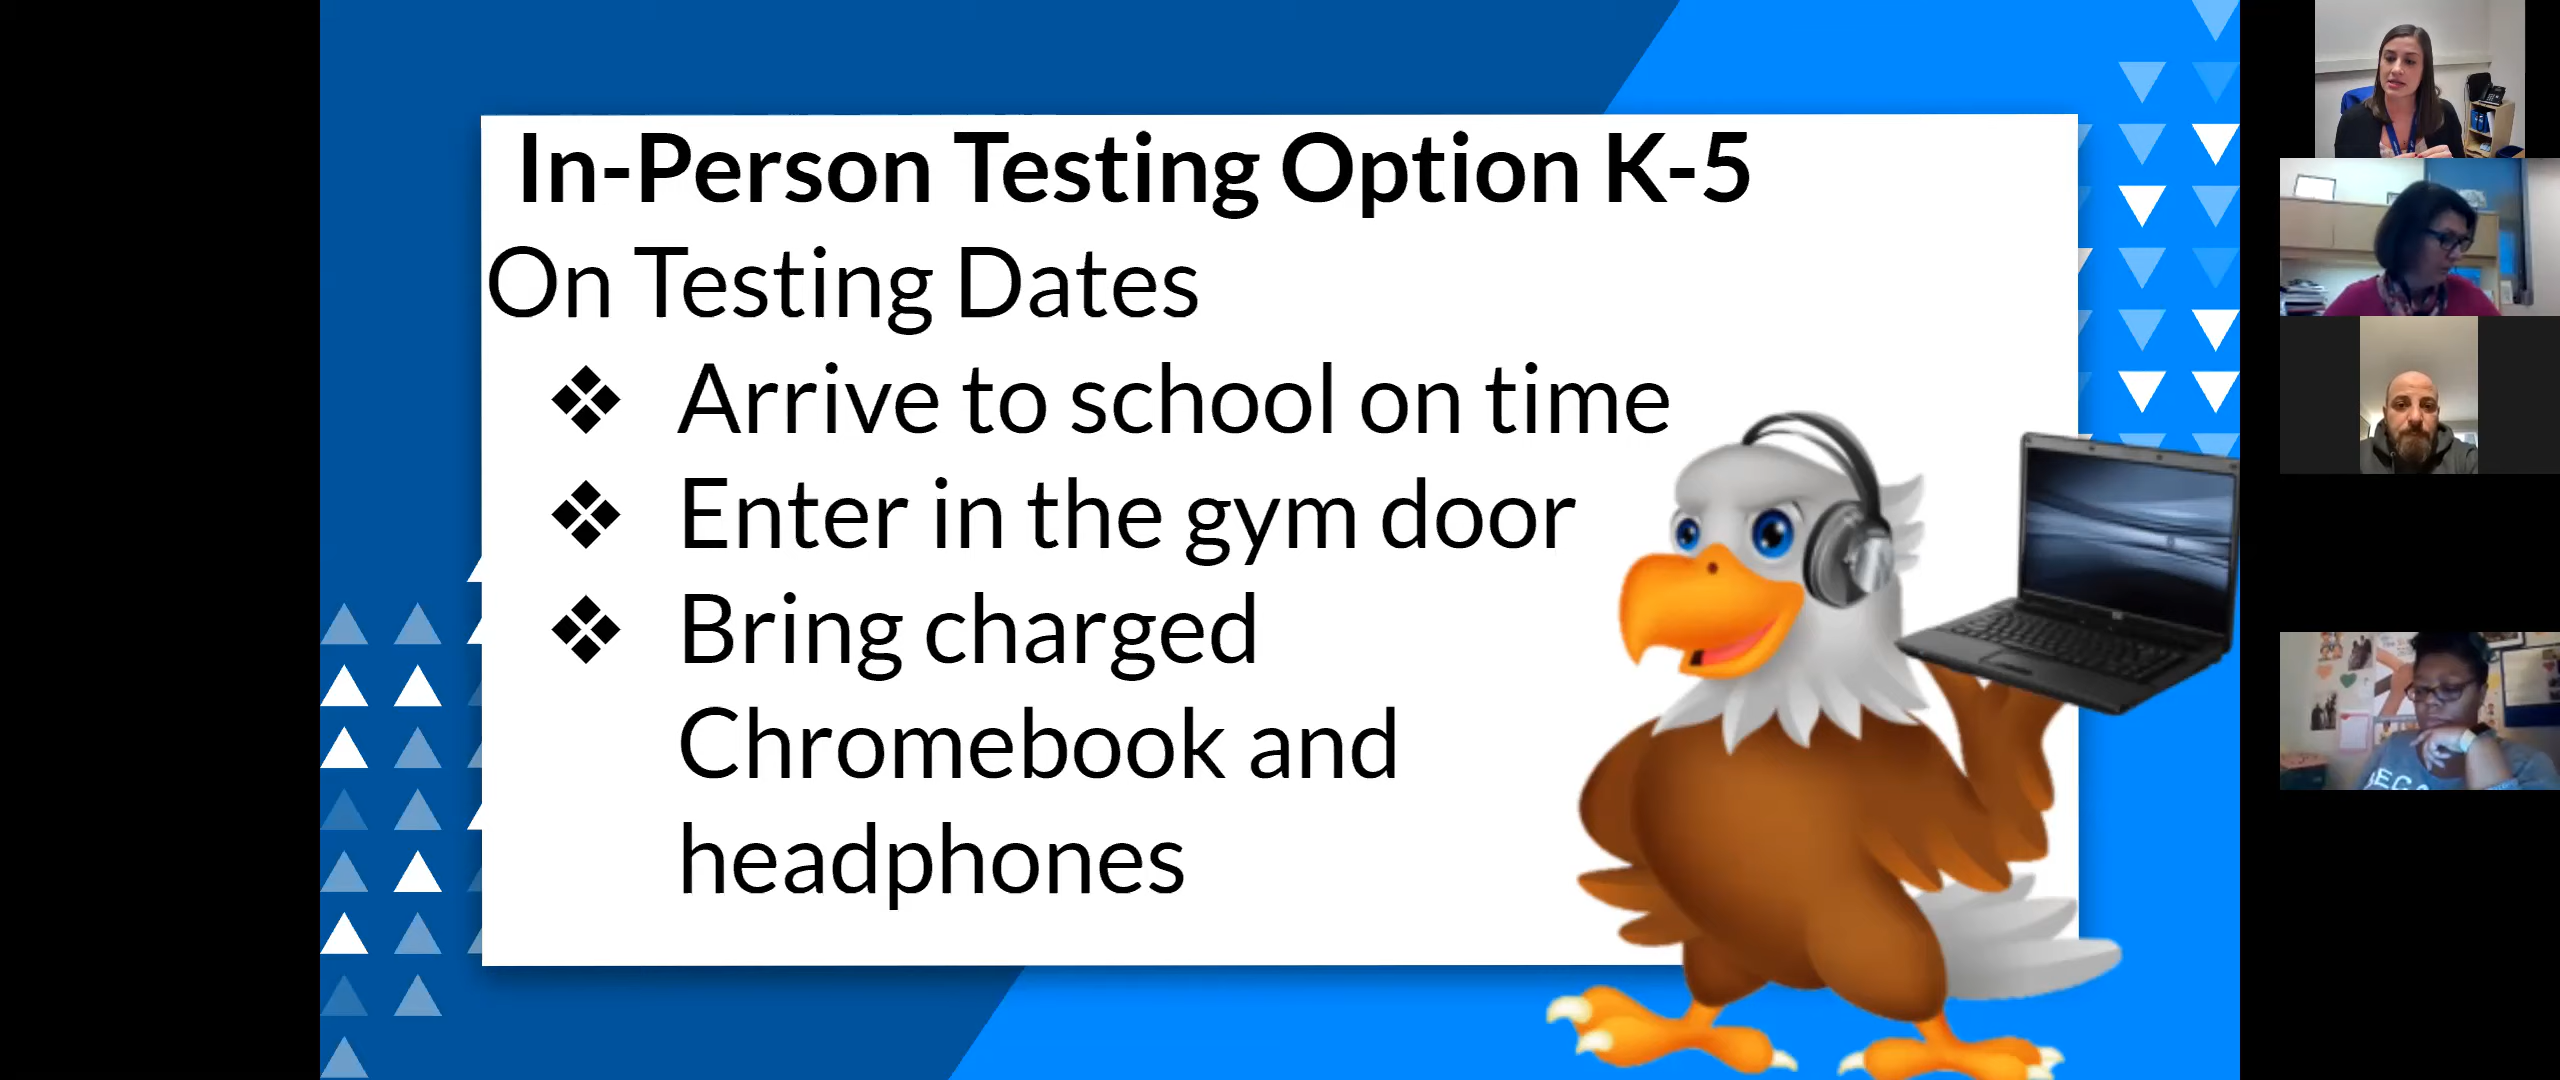 In-Person Testing Option K-5
On Testing Dates
❖ Arrive to school on time
❖ Enter in the gym door
❖ Bring charged
Chromebook and
headphones